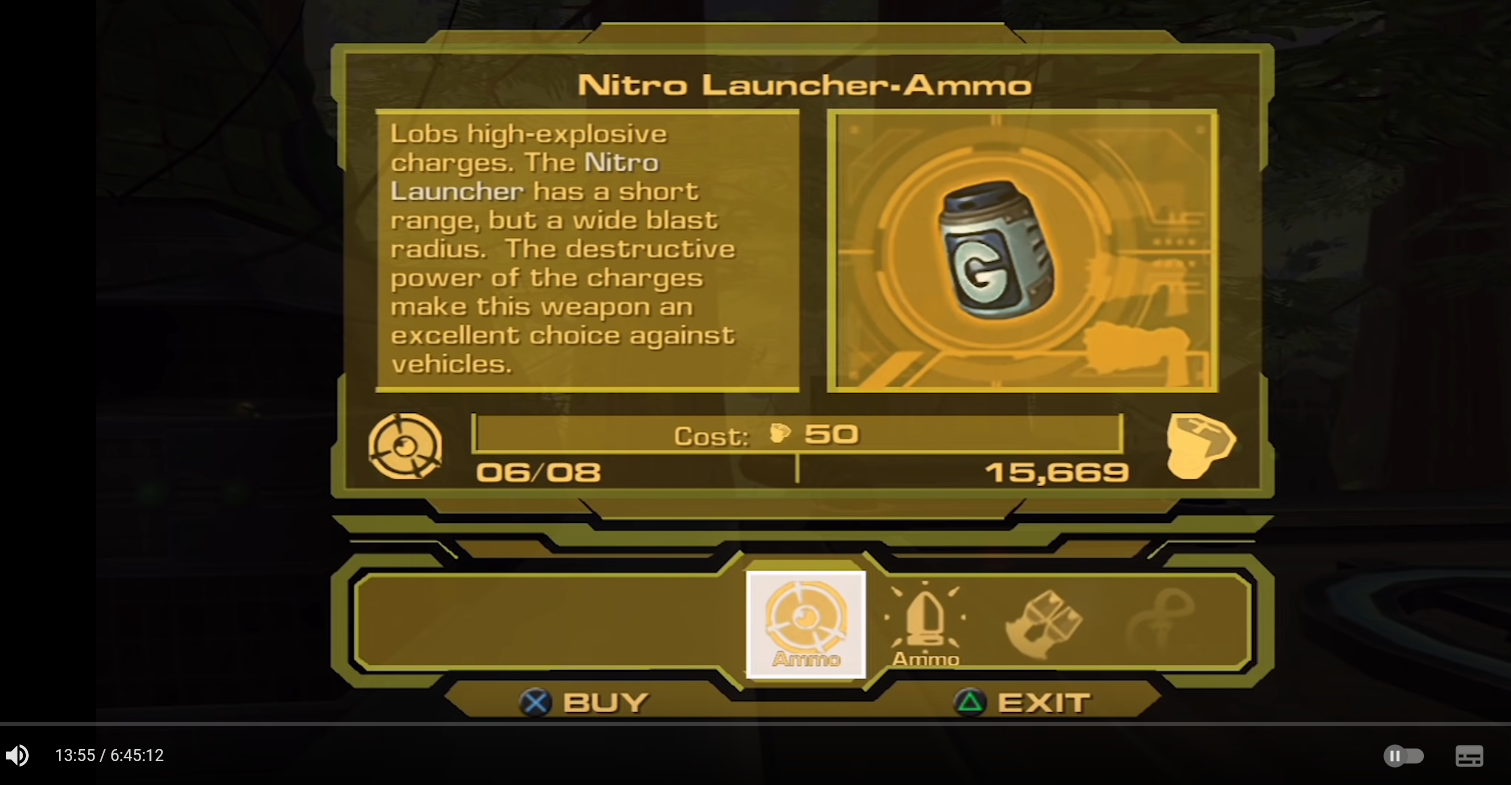 Nitro Launcher-Ammo
Lobs high-explosive
charges. The Nitro
Launcher has a short
range, but a wide blast
radius.  The destructive
power of the charges
make this weapon an
excellent choice against
vehicles.
G
Cost: 50
06/08
15,669
Ammo
Ammo
BUY
EXIT
13:55 / 6:45:12